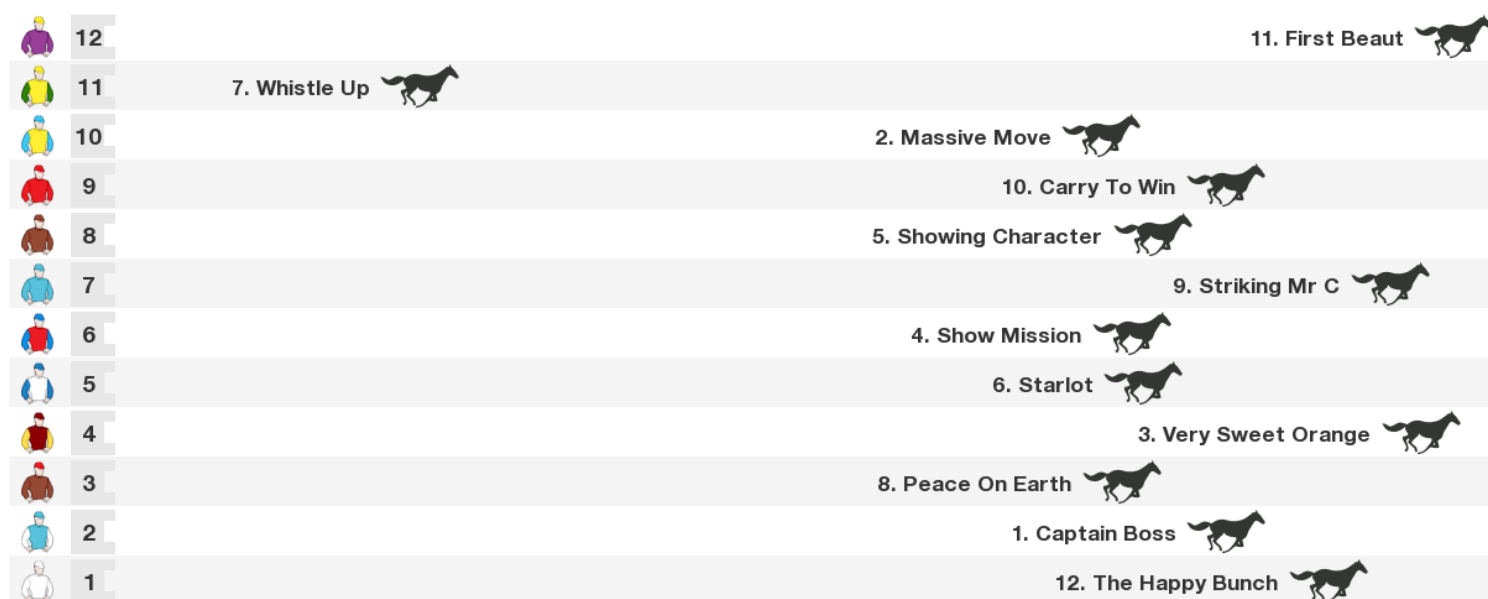 12 11. First Beaut
11 7. Whistle Up
10 2. Massive Move
9 10. Carry To Win
8 5. Showing Character
7 9. Striking Mr C
6 4. Show Mission
5 6. Starlot
4 3. Very Sweet Orange
3 8. Peace On Earth
2 1. Captain Boss
1 12. The Happy Bunch